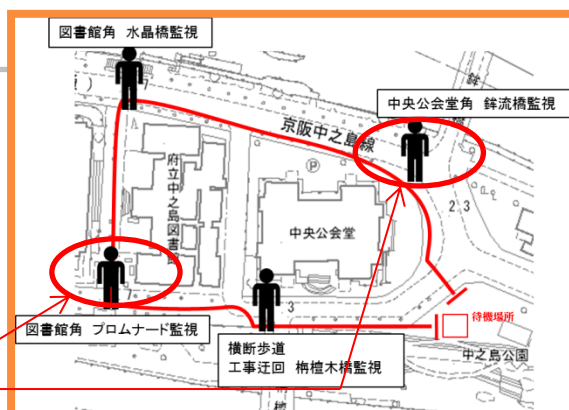 図書館角 水晶橋監視
中央公会堂角 鉾流橋監視
京阪中之島線
府立中之島図書館
P
中央公会堂
7
2 3
7
3
待機場所
図書館角 プロムナード監視
横断歩道
工事迂回 栴檀木橋監視
中之島公園